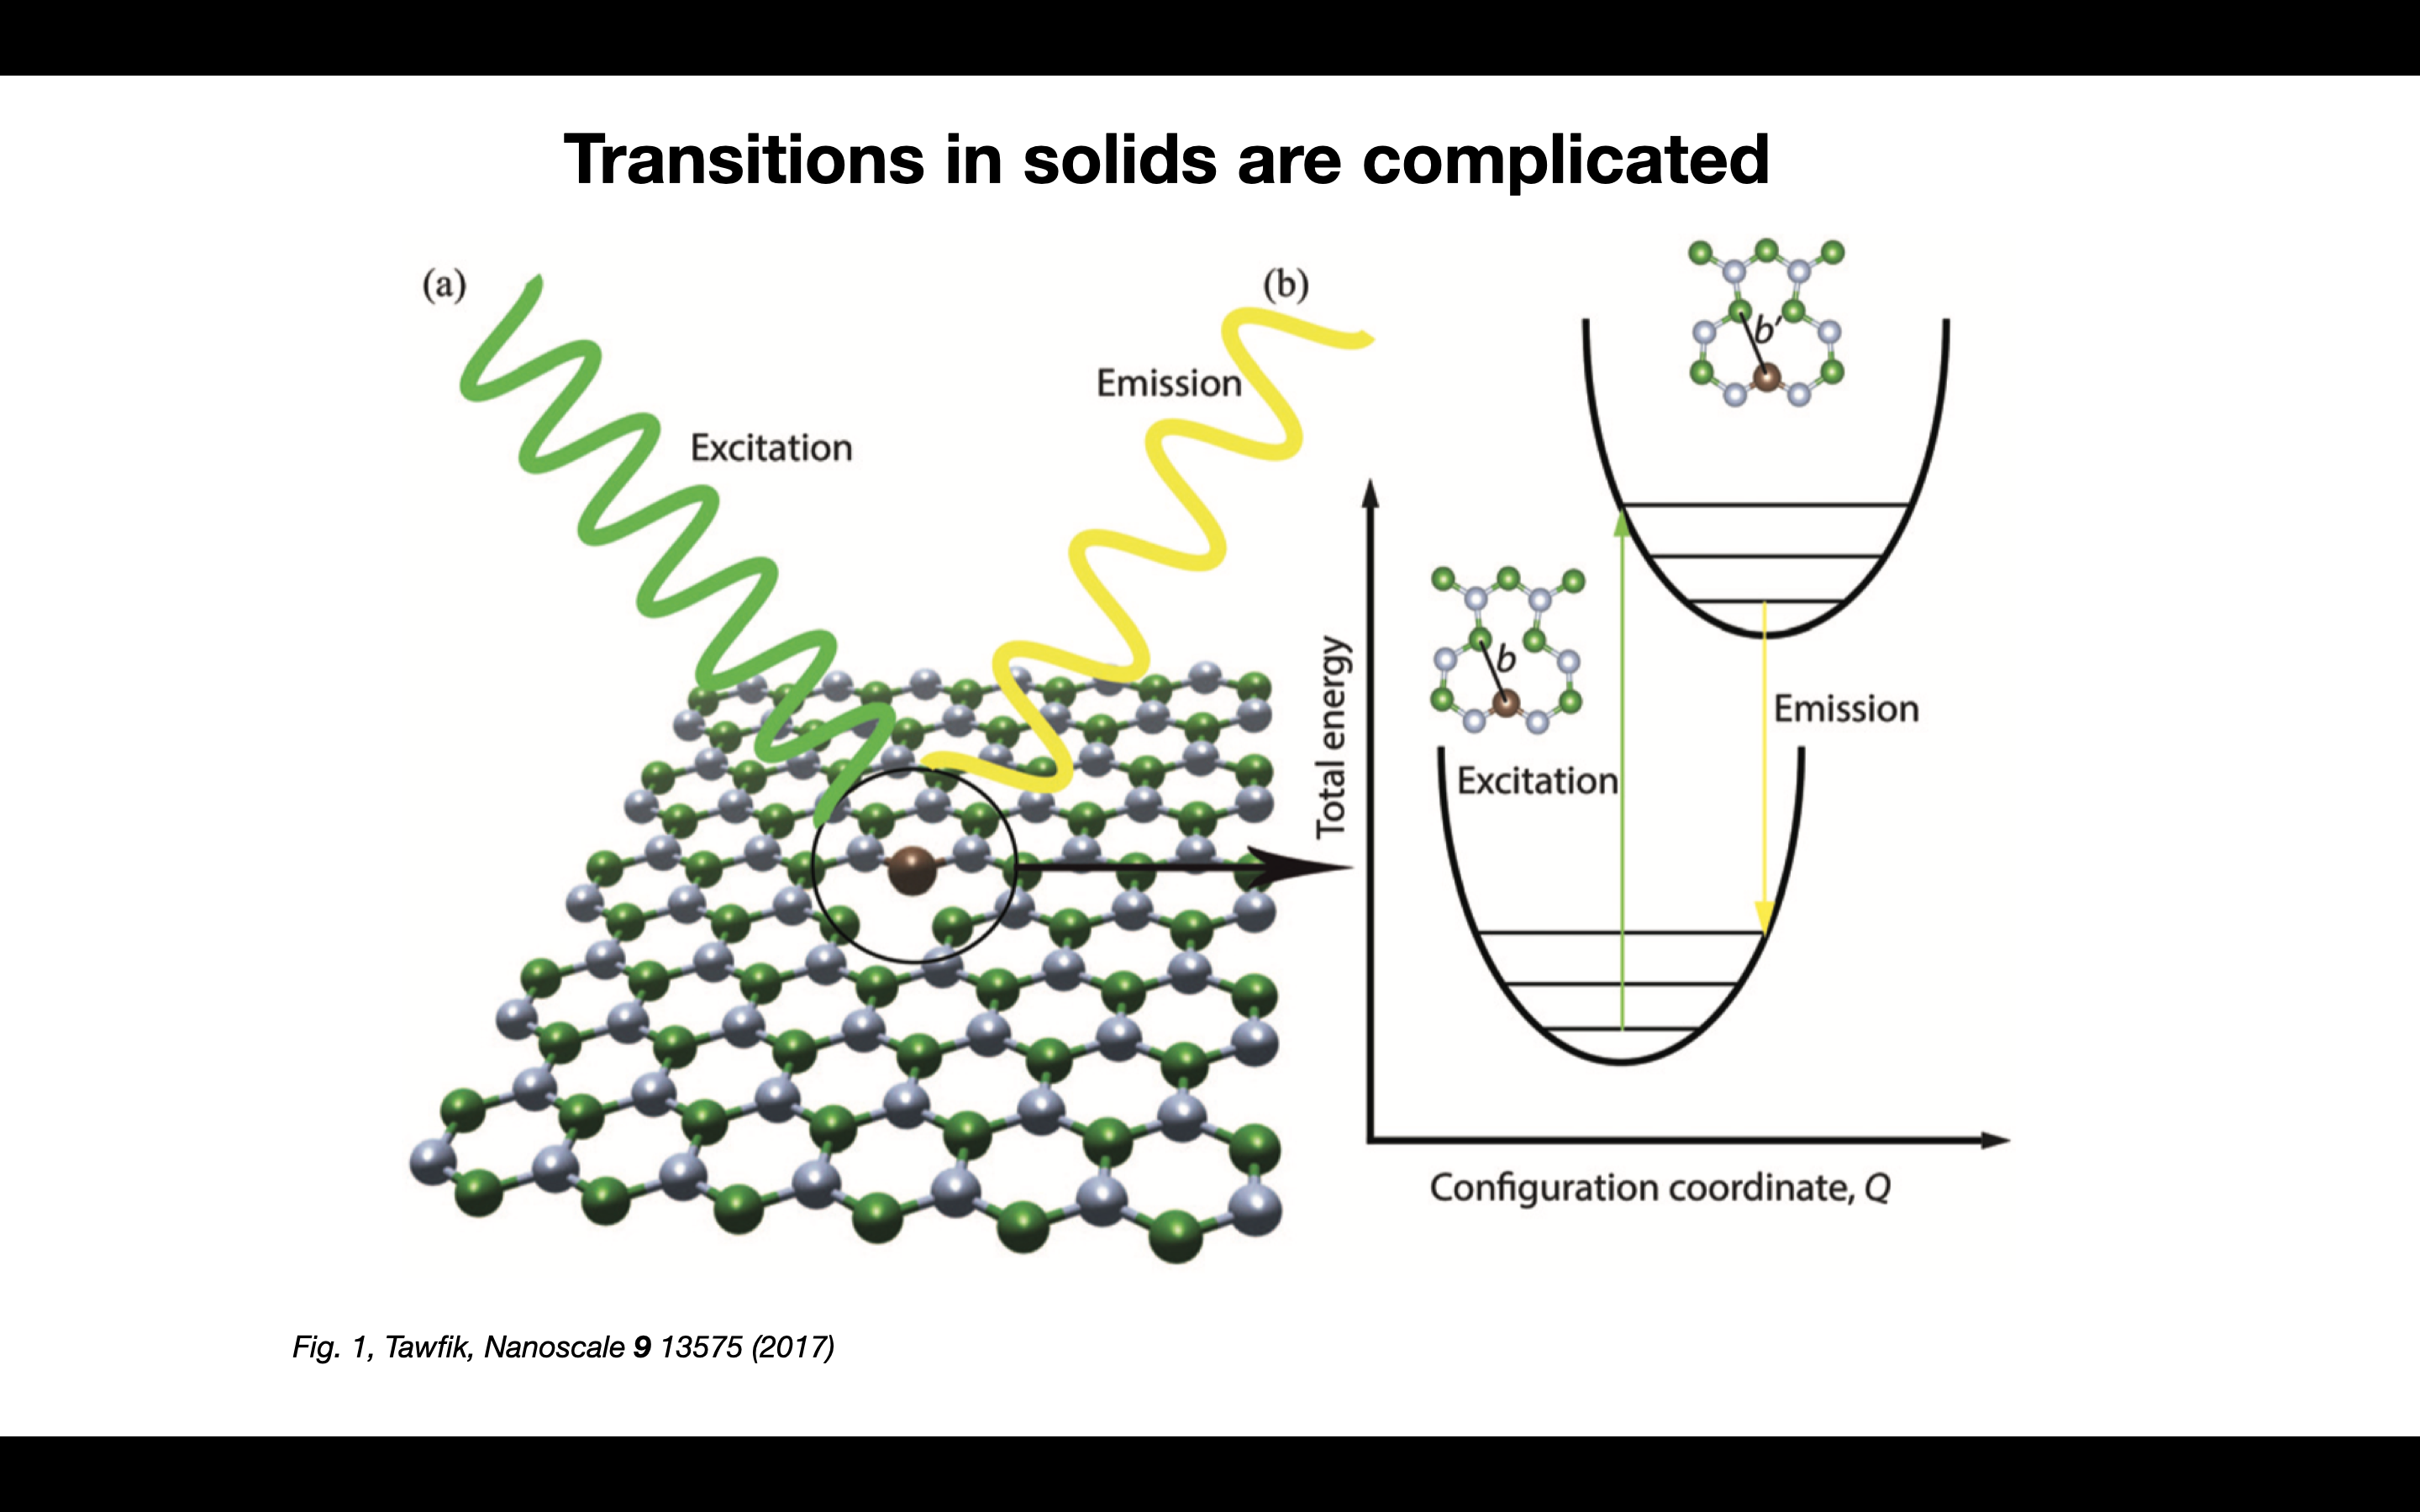 Transitions in solids are complicated
(a)
Excitation
Emission
(b)
b′
b
Total energy
Excitation
Emission
Configuration coordinate, Q
Fig. 1, Tawfik, Nanoscale 9 13575 (2017)